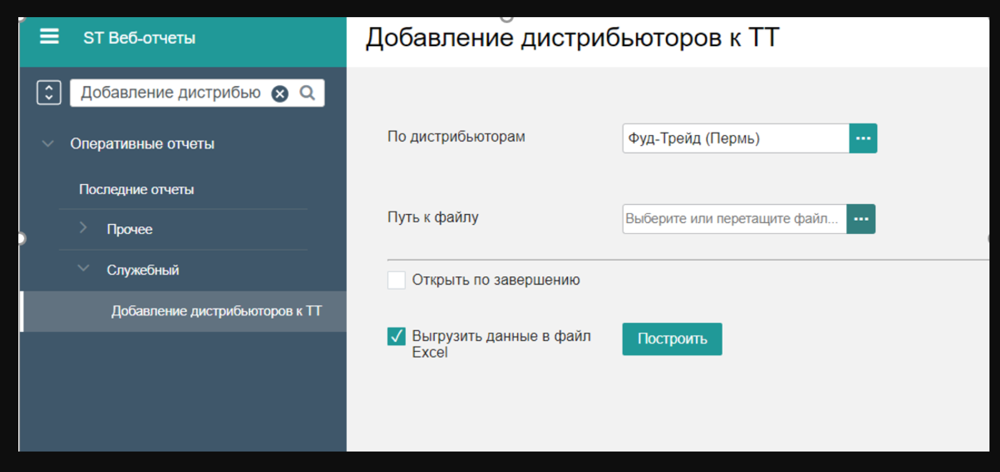 ST Веб-отчеты
Добавление дистрибьюторов к ТТ
Добавление дистрибью
Оперативные отчеты
Последние отчеты
Прочее
Служебный
Добавление дистрибьюторов к ТТ
По дистрибьюторам
Фуд-Трейд (Пермь)
Путь к файлу
Выберите или перетащите файл...
Открыть по завершению
Выгрузить данные в файл
Excel
Построить